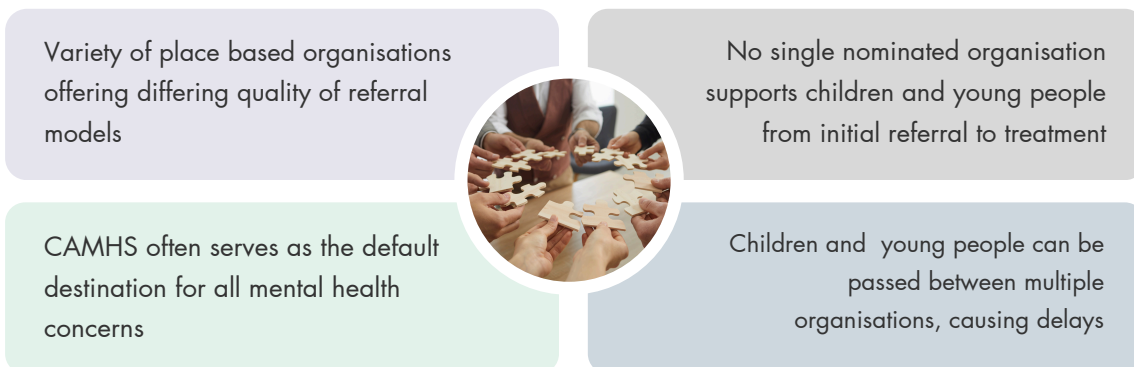 Variety of place based organisations
offering differing quality of referral
models
No single nominated organisation
supports children and young people
from initial referral to treatment
CAMHS often serves as the default
destination for all mental health
concerns
Children and  young people can be
passed between multiple
organisations, causing delays